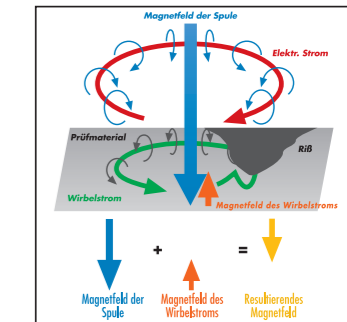 Magnetfeld der Spule
Elektr. Strom
Prüfmaterial
Riß
Wirbelstrom
Magnetfeld des Wirbelstroms
+
=
Magnetfeld der
Spule
Magnetfeld des
Wirbelstroms
Resultierendes
Magnetfeld